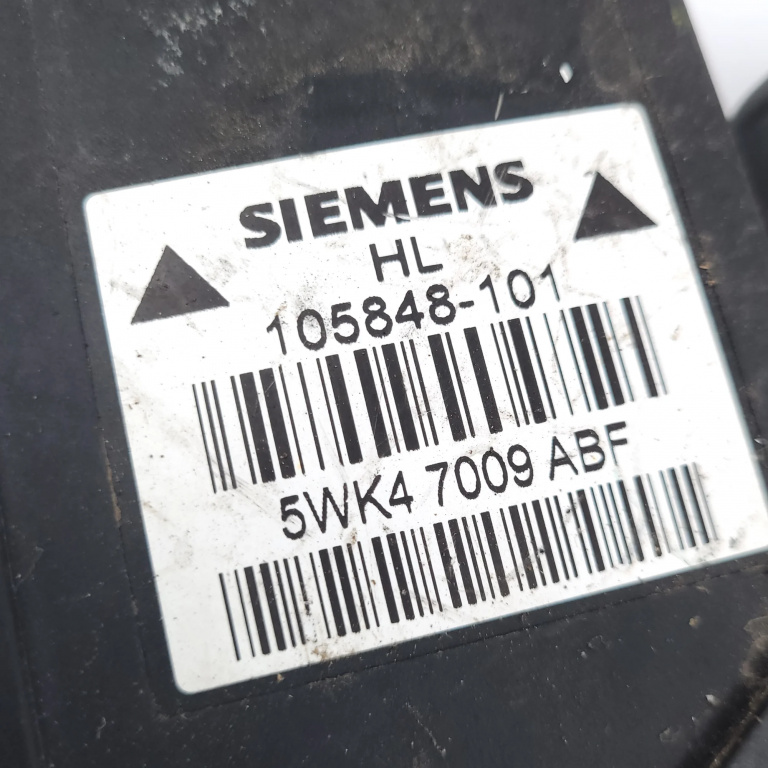 SIEMENS
HL
105848-101
5WK4 7009 ABF